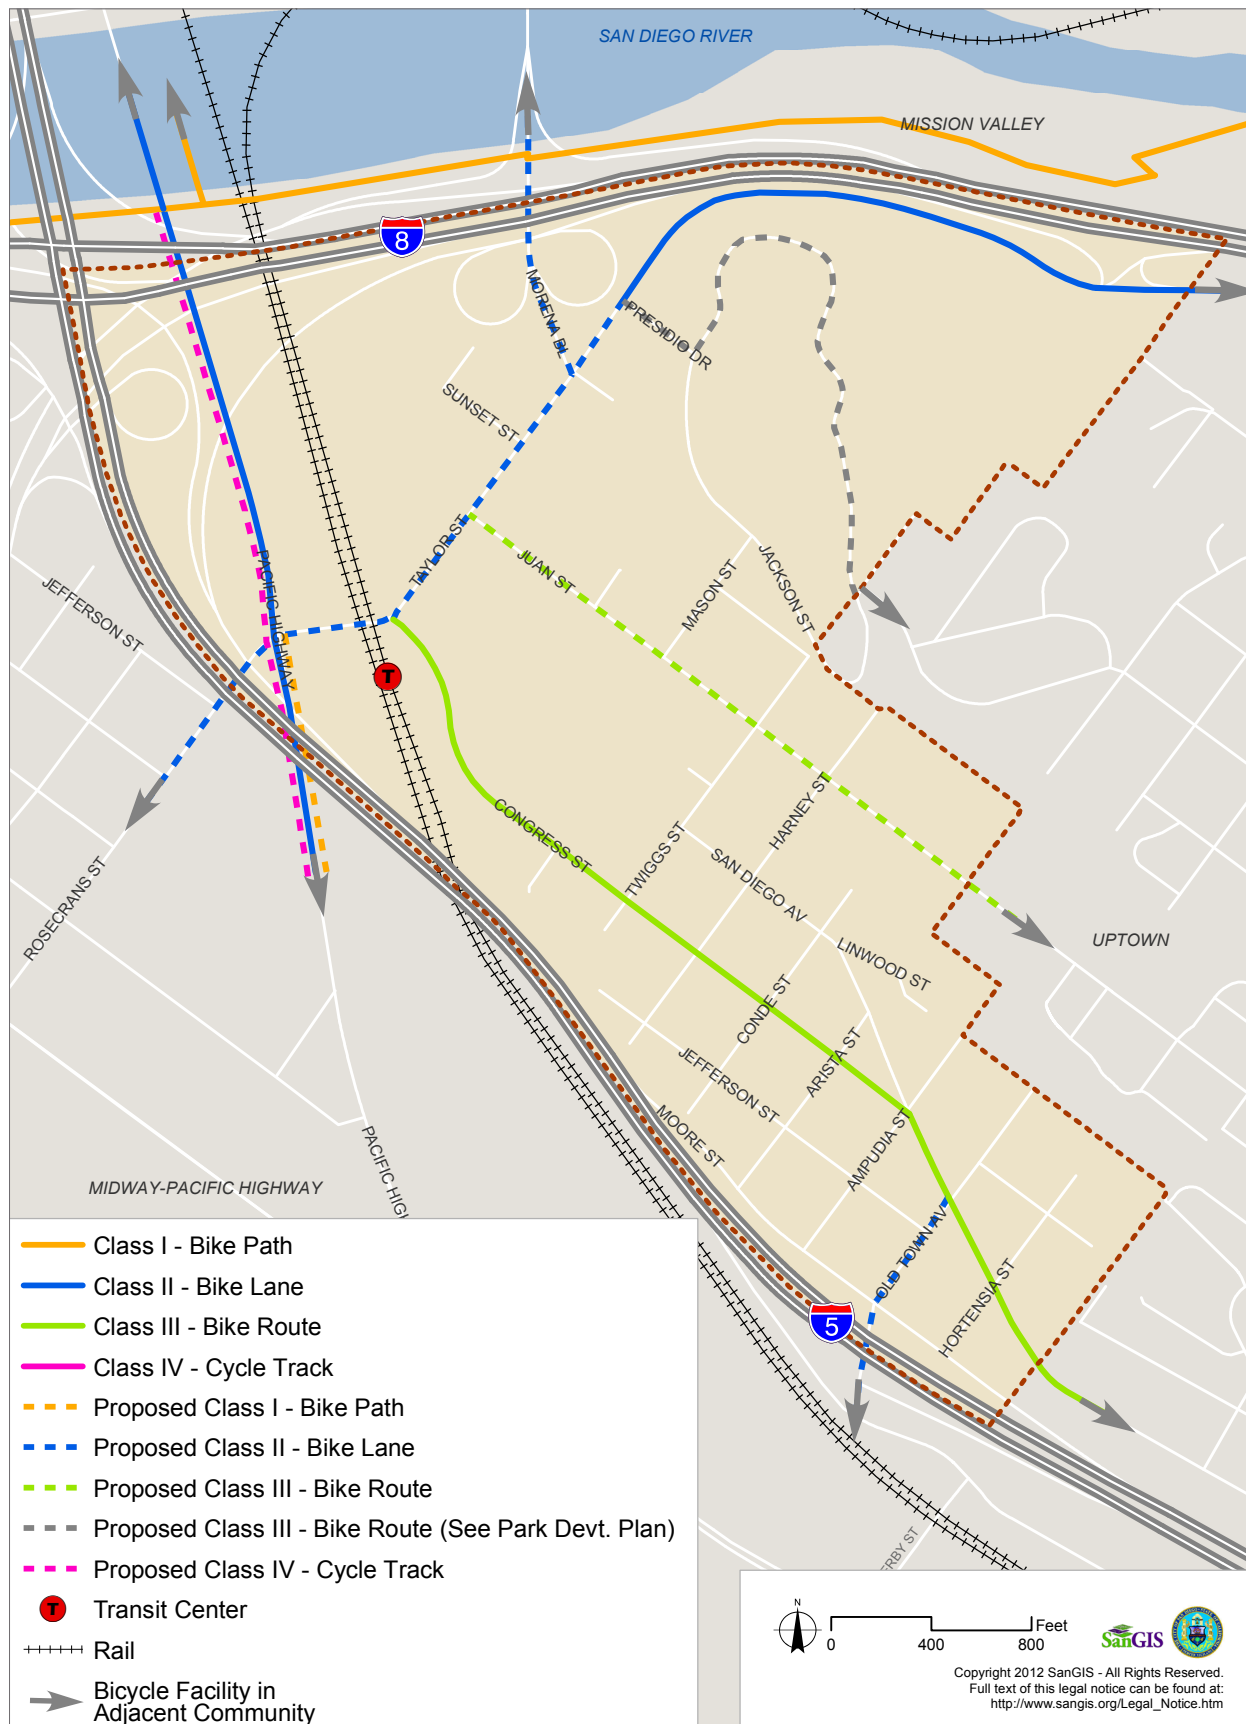 SAN DIEGO RIVER
MISSION VALLEY
8
MORENA BL
PRESIDIO DR
SUNSET ST
TAYLOR ST
JUAN ST
MASON ST
JACKSON ST
PACIFIC HIGHWAY
JEFFERSON ST
T
CONGRESS ST
TWIGGS ST
HARNEY ST
SAN DIEGO AV
LINWOOD ST
UPTOWN
ROSECRANS ST
CONDE ST
ARISTA ST
JEFFERSON ST
MOORE ST
AMPUDIA ST
PACIFIC HIGH
MIDWAY-PACIFIC HIGHWAY
OLD TOWN AV
HORTENSIA ST
5
ERBY ST
Class I - Bike Path
Class II - Bike Lane
Class III - Bike Route
Class IV - Cycle Track
Proposed Class I - Bike Path
Proposed Class II - Bike Lane
Proposed Class III - Bike Route
Proposed Class III - Bike Route (See Park Devt. Plan)
Proposed Class IV - Cycle Track
T Transit Center
Rail
Bicycle Facility in
Adjacent Community
N
Feet
0 400 800
SanGIS
Copyright 2012 SanGIS - All Rights Reserved.
Full text of this legal notice can be found at:
http://www.sangis.org/Legal_Notice.htm